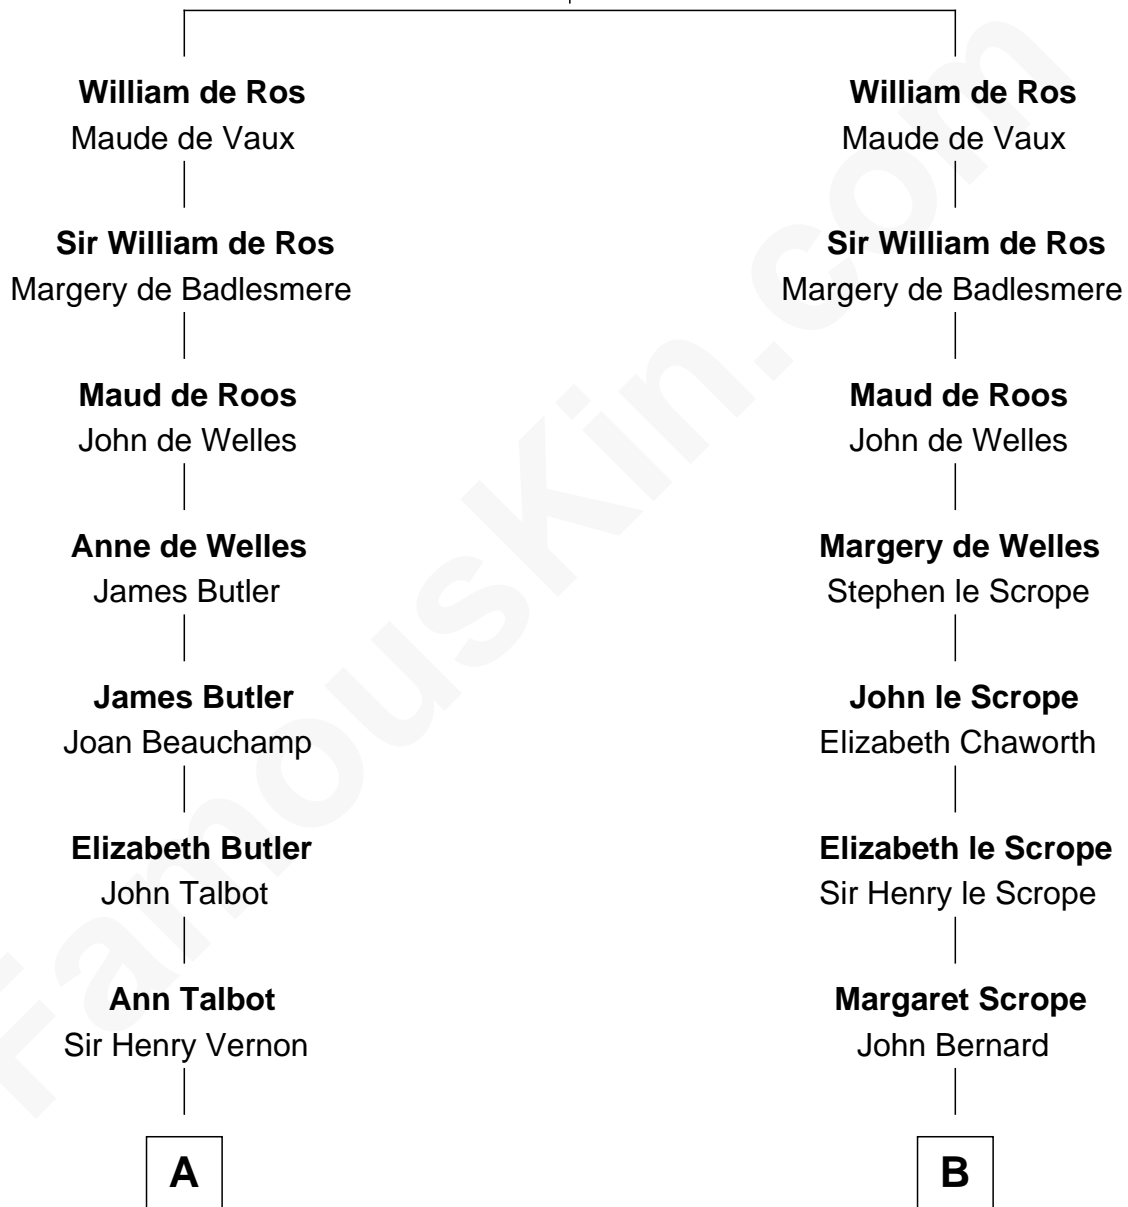 William de Ros
Maude de Vaux
Sir William de Ros
Margery de Badlesmere
Maud de Roos
John de Welles
Anne de Welles
James Butler
James Butler
Joan Beauchamp
Elizabeth Butler
John Talbot
Ann Talbot
Sir Henry Vernon
A
William de Ros
Maude de Vaux
Sir William de Ros
Margery de Badlesmere
Maud de Roos
John de Welles
Margery de Welles
Stephen le Scrope
John le Scrope
Elizabeth Chaworth
Elizabeth le Scrope
Sir Henry le Scrope
Margaret Scrope
John Bernard
B
FamousKin.com